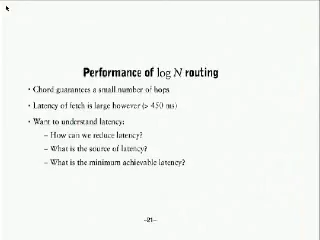 Performance of log N routing
• Chord guarantees a small number of hops
• Latency of fetch is large however (> 450 ms)
• Want to understand latency:
– How can we reduce latency?
– What is the source of latency?
– What is the minimum achievable latency?
–21–